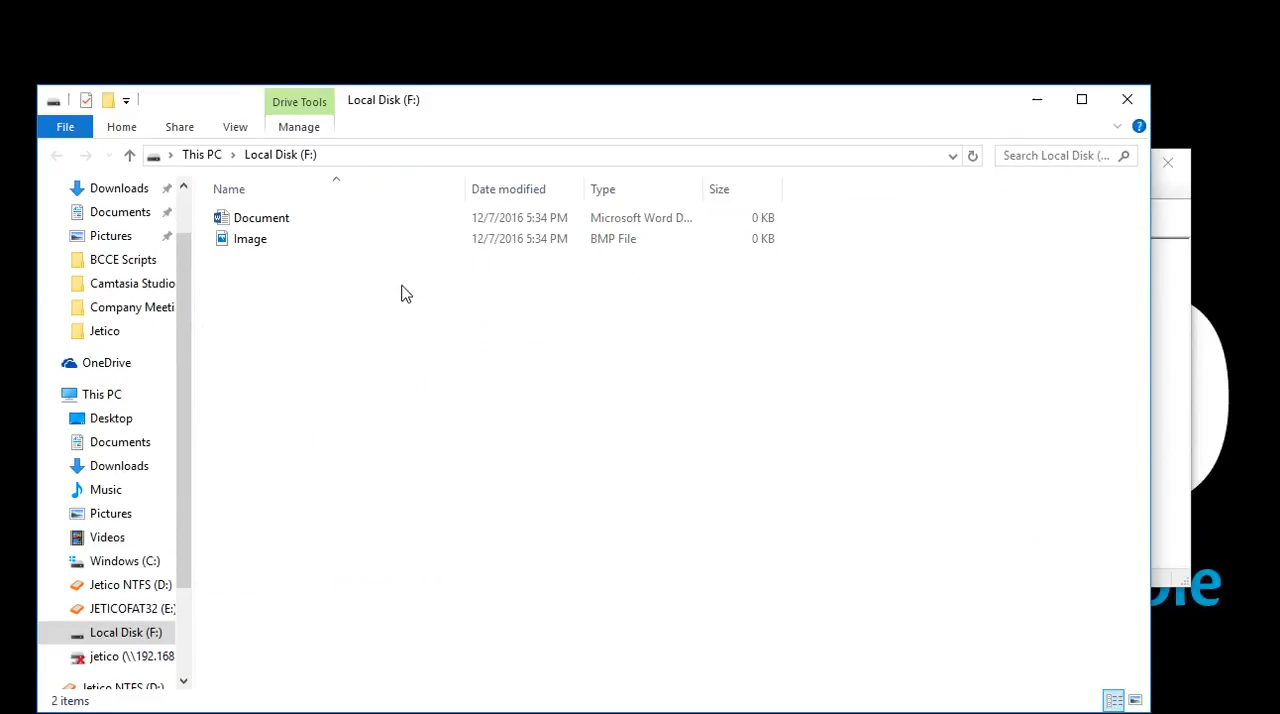 Drive Tools Local Disk (F:)
File Home Share View Manage
This PC Local Disk (F:) Search Local Disk (...
Name Date modified Type Size
Document 12/7/2016 5:34 PM Microsoft Word D... 0 KB
Image 12/7/2016 5:34 PM BMP File 0 KB
Downloads
Documents
Pictures
BCCE Scripts
Camtasia Studio
Company Meeti
Jetico
OneDrive
This PC
Desktop
Documents
Downloads
Music
Pictures
Videos
Windows (C:)
Jetico NTFS (D:)
JETICOFAT32 (E:)
Local Disk (F:)
jetico (\\192.168
Jetico NTFS (D:)
2 items